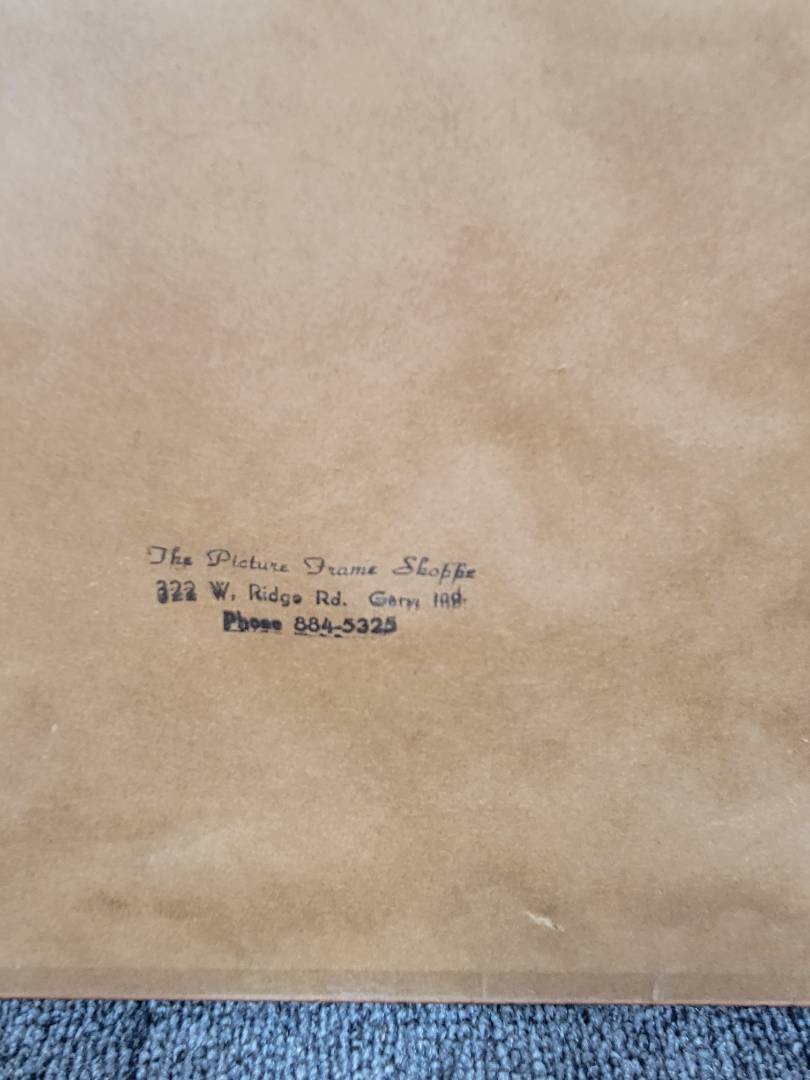 The Picture Frame Shoppe
322 W. Ridge Rd. Gary, Ind.
Phone 884-5325